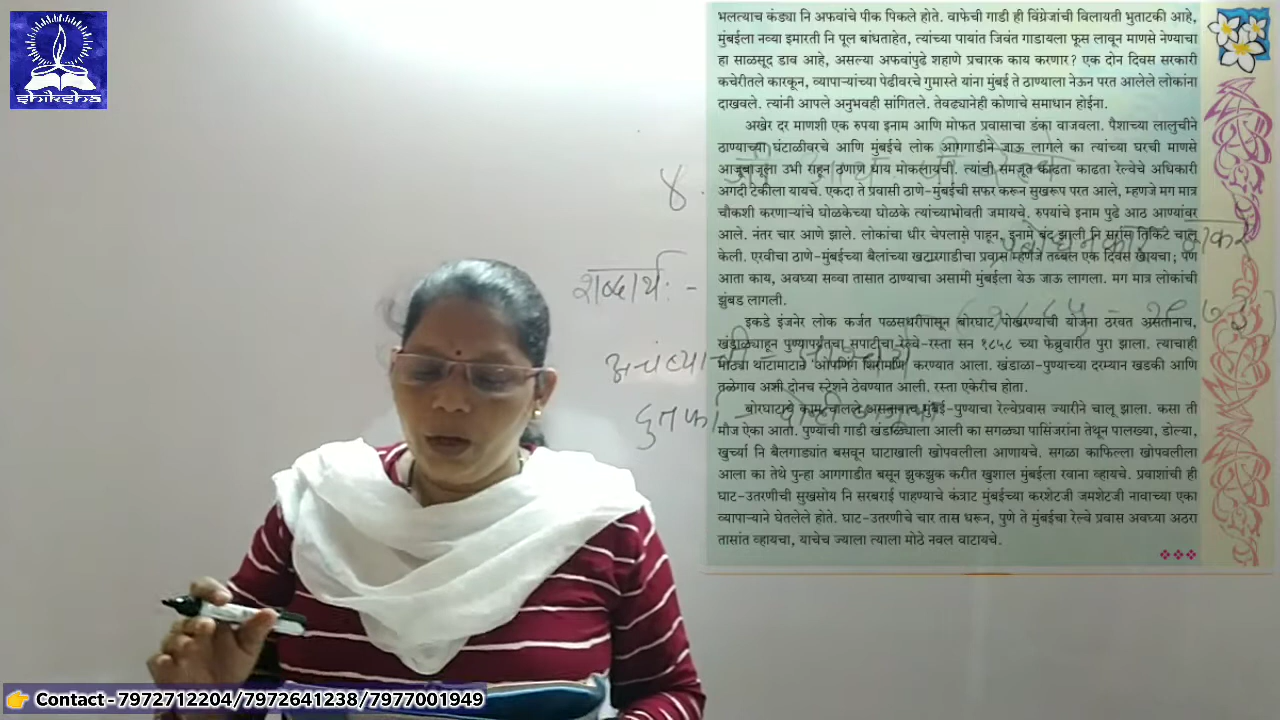 shiksha
भलत्याच कंड्या नि अफवांचे पीक पिकले होते. वाफेची गाडी ही विंग्रेजांची विलायती भुताटकी आहे,
मुंबईला नव्या इमारती नि पूल बांधताहेत, त्यांच्या पायांत जिवंत गाडायला फूस लावून माणसे नेण्याचा
हा साळसूद डाव आहे, असल्या अफवांपुढे शहाणे प्रचारक काय करणार? एक दोन दिवस सरकारी
कचेरीतले कारकून, व्यापाऱ्यांच्या पेढीवरचे गुमास्ते यांना मुंबई ते ठाण्याला नेऊन परत आलेले लोकांना
दाखवले. त्यांनी आपले अनुभवही सांगितले. तेवढ्यानेही कोणाचे समाधान होईना.
अखेर दर माणशी एक रुपया इनाम आणि मोफत प्रवासाचा डंका वाजवला. पैशाच्या लालुचीने
ठाण्याच्या घंटाळीवरचे आणि मुंबईचे लोक आगगाडीने जाऊ लागले का त्यांच्या घरची माणसे
आजूबाजूला उभी राहून ठणाण धाय मोकलायची. त्यांची समजूत काढता काढता रेल्वेचे अधिकारी
अगदी टेकीला यायचे. एकदा ते प्रवासी ठाणे-मुंबईची सफर करून सुखरूप परत आले, म्हणजे मग मात्र
चौकशी करणाऱ्यांचे घोळकेच्या घोळके त्यांच्याभोवती जमायचे. रुपयांचे इनाम पुढे आठ आण्यांवर
आले. नंतर चार आणे झाले. लोकांचा धीर चेपलासे पाहून, इनामे बंद झाली नि सर्रास तिकिटे चालू
केली. एरवीचा ठाणे-मुंबईच्या बैलांच्या खटारगाडीचा प्रवास म्हणजे तब्बल एक दिवस खायचा; पण
आता काय, अवघ्या सव्वा तासात ठाण्याचा असामी मुंबईला येऊ जाऊ लागला. मग मात्र लोकांची
झुंबड लागली.
इकडे इंजनेर लोक कर्जत पळसधरीपासून बोरघाट पोखरण्याची योजना ठरवत असतानाच,
खंडाळ्याहून पुण्यापर्यंतचा सपाटीचा रेल्वे-रस्ता सन १८५८ च्या फेब्रुवारीत पुरा झाला. त्याचाही
मोठ्या थाटामाटाने ओपनिंग शिरोमणी करण्यात आला. खंडाळा-पुण्याच्या दरम्यान खडकी आणि
तळेगाव अशी दोनच स्टेशने ठेवण्यात आली. रस्ता एकेरीच होता.
बोरघाटाचे काम चालले असतानाच मुंबई-पुण्याचा रेल्वेप्रवास ज्यारीने चालू झाला. कसा ती
मौज ऐका आता. पुण्याची गाडी खंडाळ्याला आली का सगळ्या पासिंजरांना तेथून पालख्या, डोल्या,
खुर्च्या नि बैलगाड्यांत बसवून घाटाखाली खोपवलीला आणायचे. सगळा काफिल्ला खोपवलीला
आला का तेथे पुन्हा आगगाडीत बसून झुकझुक करीत खुशाल मुंबईला रवाना व्हायचे. प्रवाशांची ही
घाट-उतरणीची सुखसोय नि सरबराई पाहण्याचे कंत्राट मुंबईच्या करशेटजी जमशेटजी नावाच्या एका
व्यापाऱ्याने घेतलेले होते. घाट-उतरणीचे चार तास धरून, पुणे ते मुंबईचा रेल्वे प्रवास अवघ्या अठरा
तासांत व्हायचा, याचेच ज्याला त्याला मोठे नवल वाटायचे.
४.
प्रबोधनकार ठाकरे
शब्दार्थ: -
दुतर्फा -
Contact - 7972712204/7972641238/7977001949